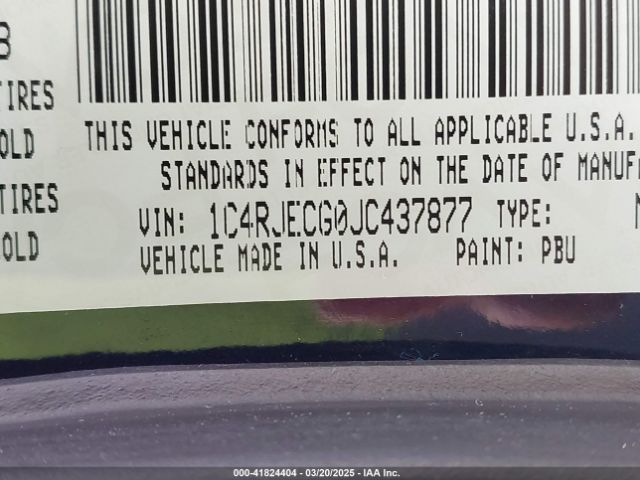 8
TIRES
OLD
TIRES
OLD
THIS VEHICLE CONFORMS TO ALL APPLICABLE U.S.A.
STANDARDS IN EFFECT ON THE DATE OF MANUF
VIN: 1C4RJECG0JC437877 TYPE:
VEHICLE MADE IN U.S.A. PAINT: PBU
000-41824404 — 03/20/2025 — IAA Inc.